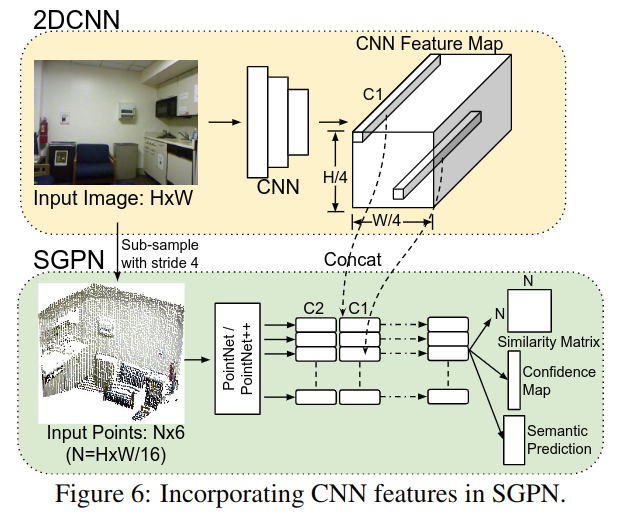 2DCNN
CNN Feature Map
C1
CNN
H/4
W/4
Input Image: HxW
Sub-sample
with stride 4
Concat
SGPN
C2
C1
PointNet /
PointNet++
N
N
Similarity Matrix
Confidence
Map
Semantic
Prediction
Input Points: Nx6
(N=HxW/16)
Figure 6: Incorporating CNN features in SGPN.